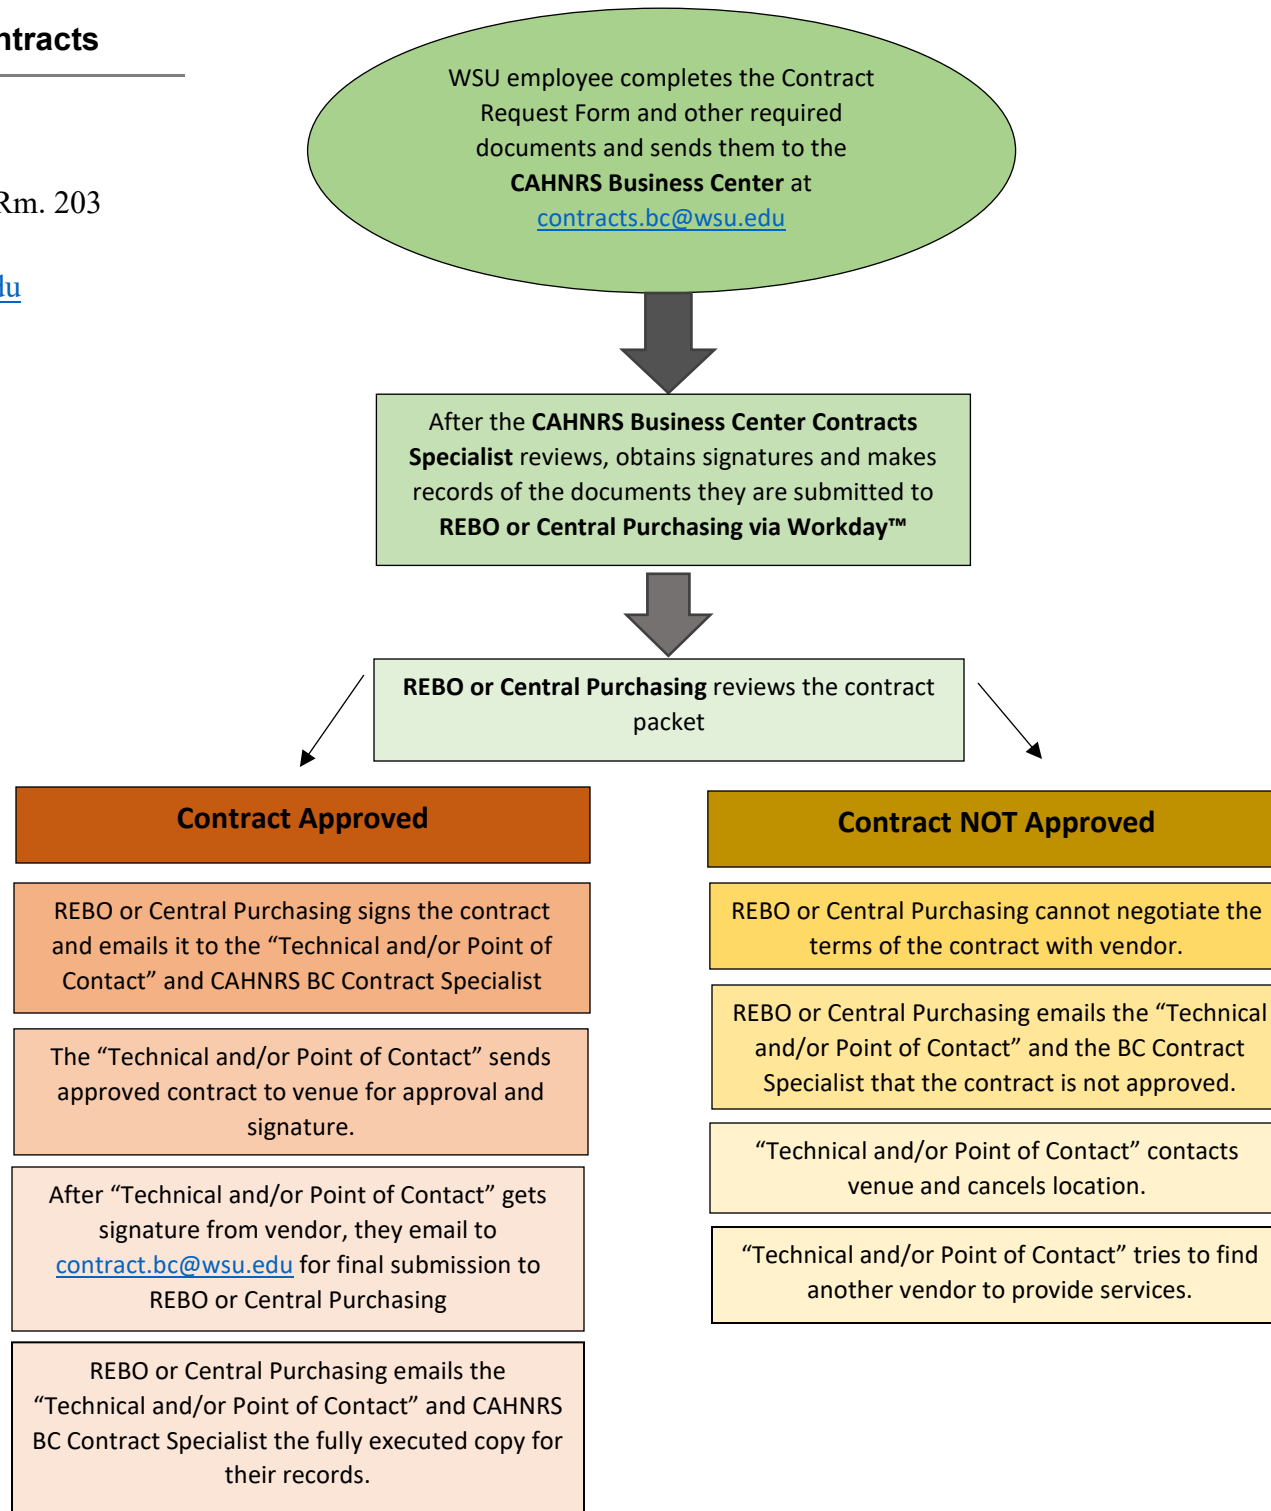 WSU employee completes the Contract
Request Form and other required
documents and sends them to the
CAHNRS Business Center at
contracts.bc@wsu.edu
Rm. 203
After the CAHNRS Business Center Contracts
Specialist reviews, obtains signatures and makes
records of the documents they are submitted to
REBO or Central Purchasing via Workday™
REBO or Central Purchasing reviews the contract
packet
Contract Approved
REBO or Central Purchasing signs the contract
and emails it to the “Technical and/or Point of
Contact” and CAHNRS BC Contract Specialist
The “Technical and/or Point of Contact” sends
approved contract to venue for approval and
signature.
After “Technical and/or Point of Contact” gets
signature from vendor, they email to
contract.bc@wsu.edu for final submission to
REBO or Central Purchasing
REBO or Central Purchasing emails the
“Technical and/or Point of Contact” and CAHNRS
BC Contract Specialist the fully executed copy for
their records.
Contract NOT Approved
REBO or Central Purchasing cannot negotiate the
terms of the contract with vendor.
REBO or Central Purchasing emails the “Technical
and/or Point of Contact” and the BC Contract
Specialist that the contract is not approved.
“Technical and/or Point of Contact” contacts
venue and cancels location.
“Technical and/or Point of Contact” tries to find
another vendor to provide services.